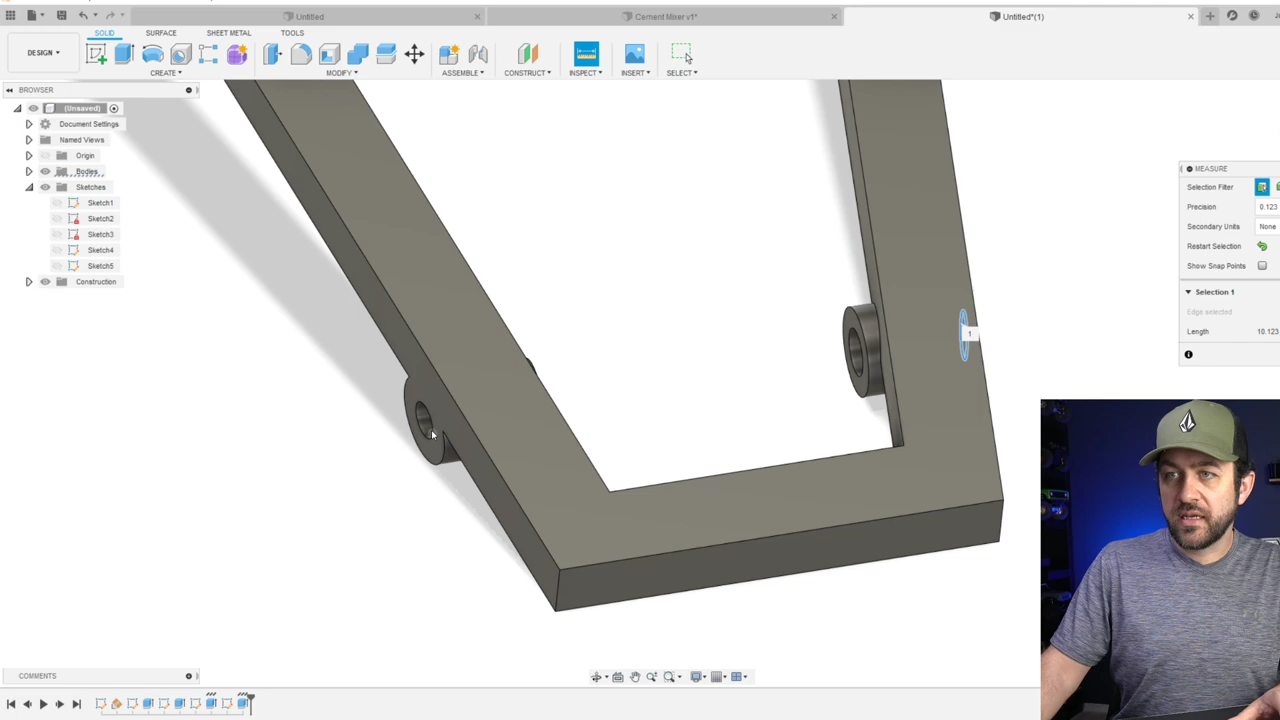 Untitled
Cement Mixer v1*
Untitled*(1)
DESIGN
SOLID
SURFACE
SHEET METAL
TOOLS
CREATE
MODIFY
ASSEMBLE
CONSTRUCT
INSPECT
INSERT
SELECT
BROWSER
(Unsaved)
Document Settings
Named Views
Origin
Bodies
Sketches
Sketch1
Sketch2
Sketch3
Sketch4
Sketch5
Construction
1
MEASURE
Selection Filter
Precision 0.123
Secondary Units None
Restart Selection
Show Snap Points
Selection 1
Edge selected
Length 10.123
COMMENTS